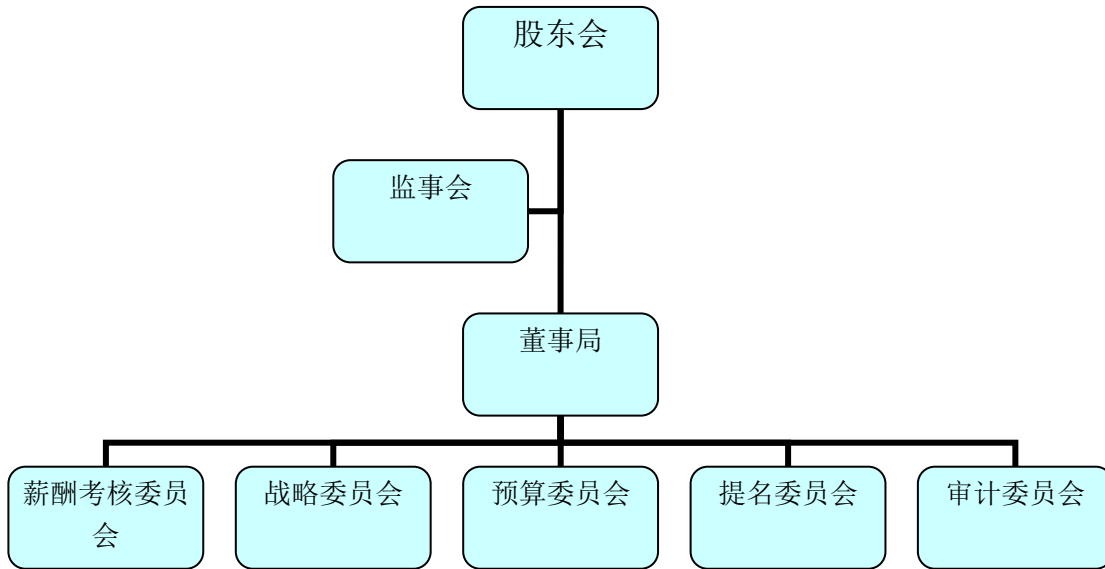 股东会
监事会
董事局
薪酬考核委员
会
战略委员会
预算委员会
提名委员会
审计委员会